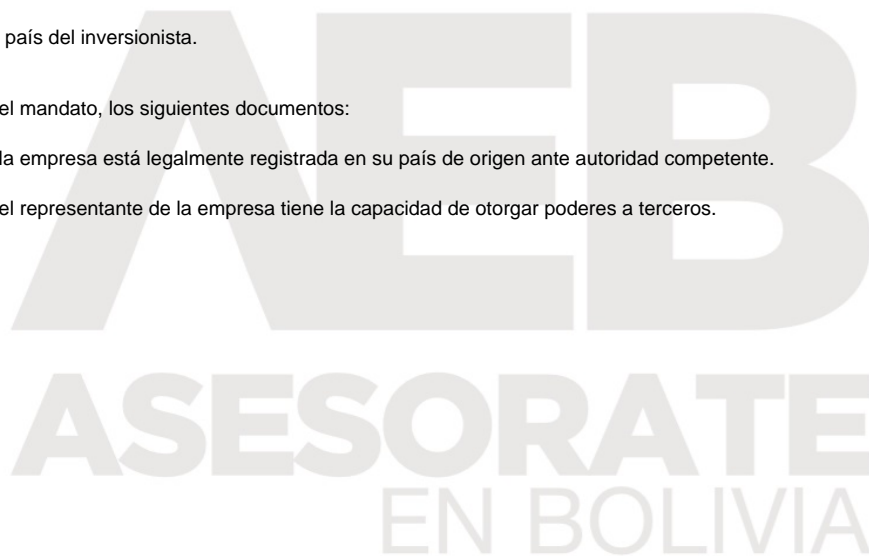 país del inversionista.
el mandato, los siguientes documentos:
la empresa está legalmente registrada en su país de origen ante autoridad competente.
el representante de la empresa tiene la capacidad de otorgar poderes a terceros.
AEB
ASESORATE
EN BOLIVIA